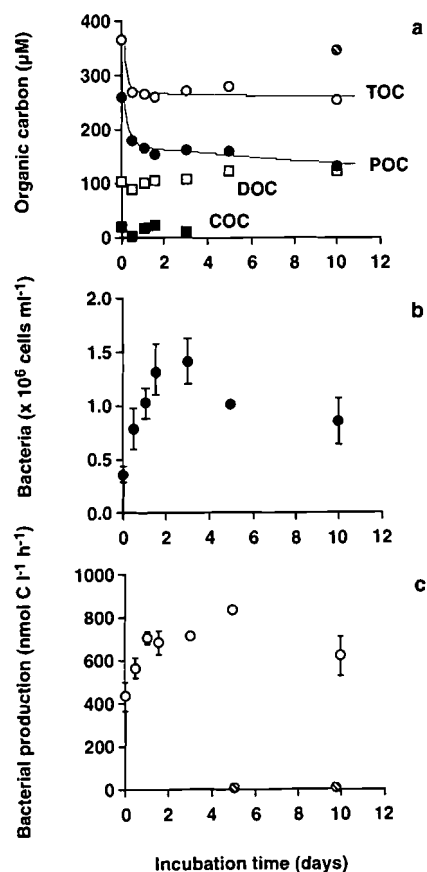 a
Organic carbon (µM)
400
300
200
100
0
TOC
POC
DOC
COC
0 2 4 6 8 10 12
b
Bacteria (x 10⁶ cells ml⁻¹)
2.0
1.5
1.0
0.5
0.0
0 2 4 6 8 10 12
c
Bacterial production (nmol C l⁻¹ h⁻¹)
1000
800
600
400
200
0
0 2 4 6 8 10 12
Incubation time (days)